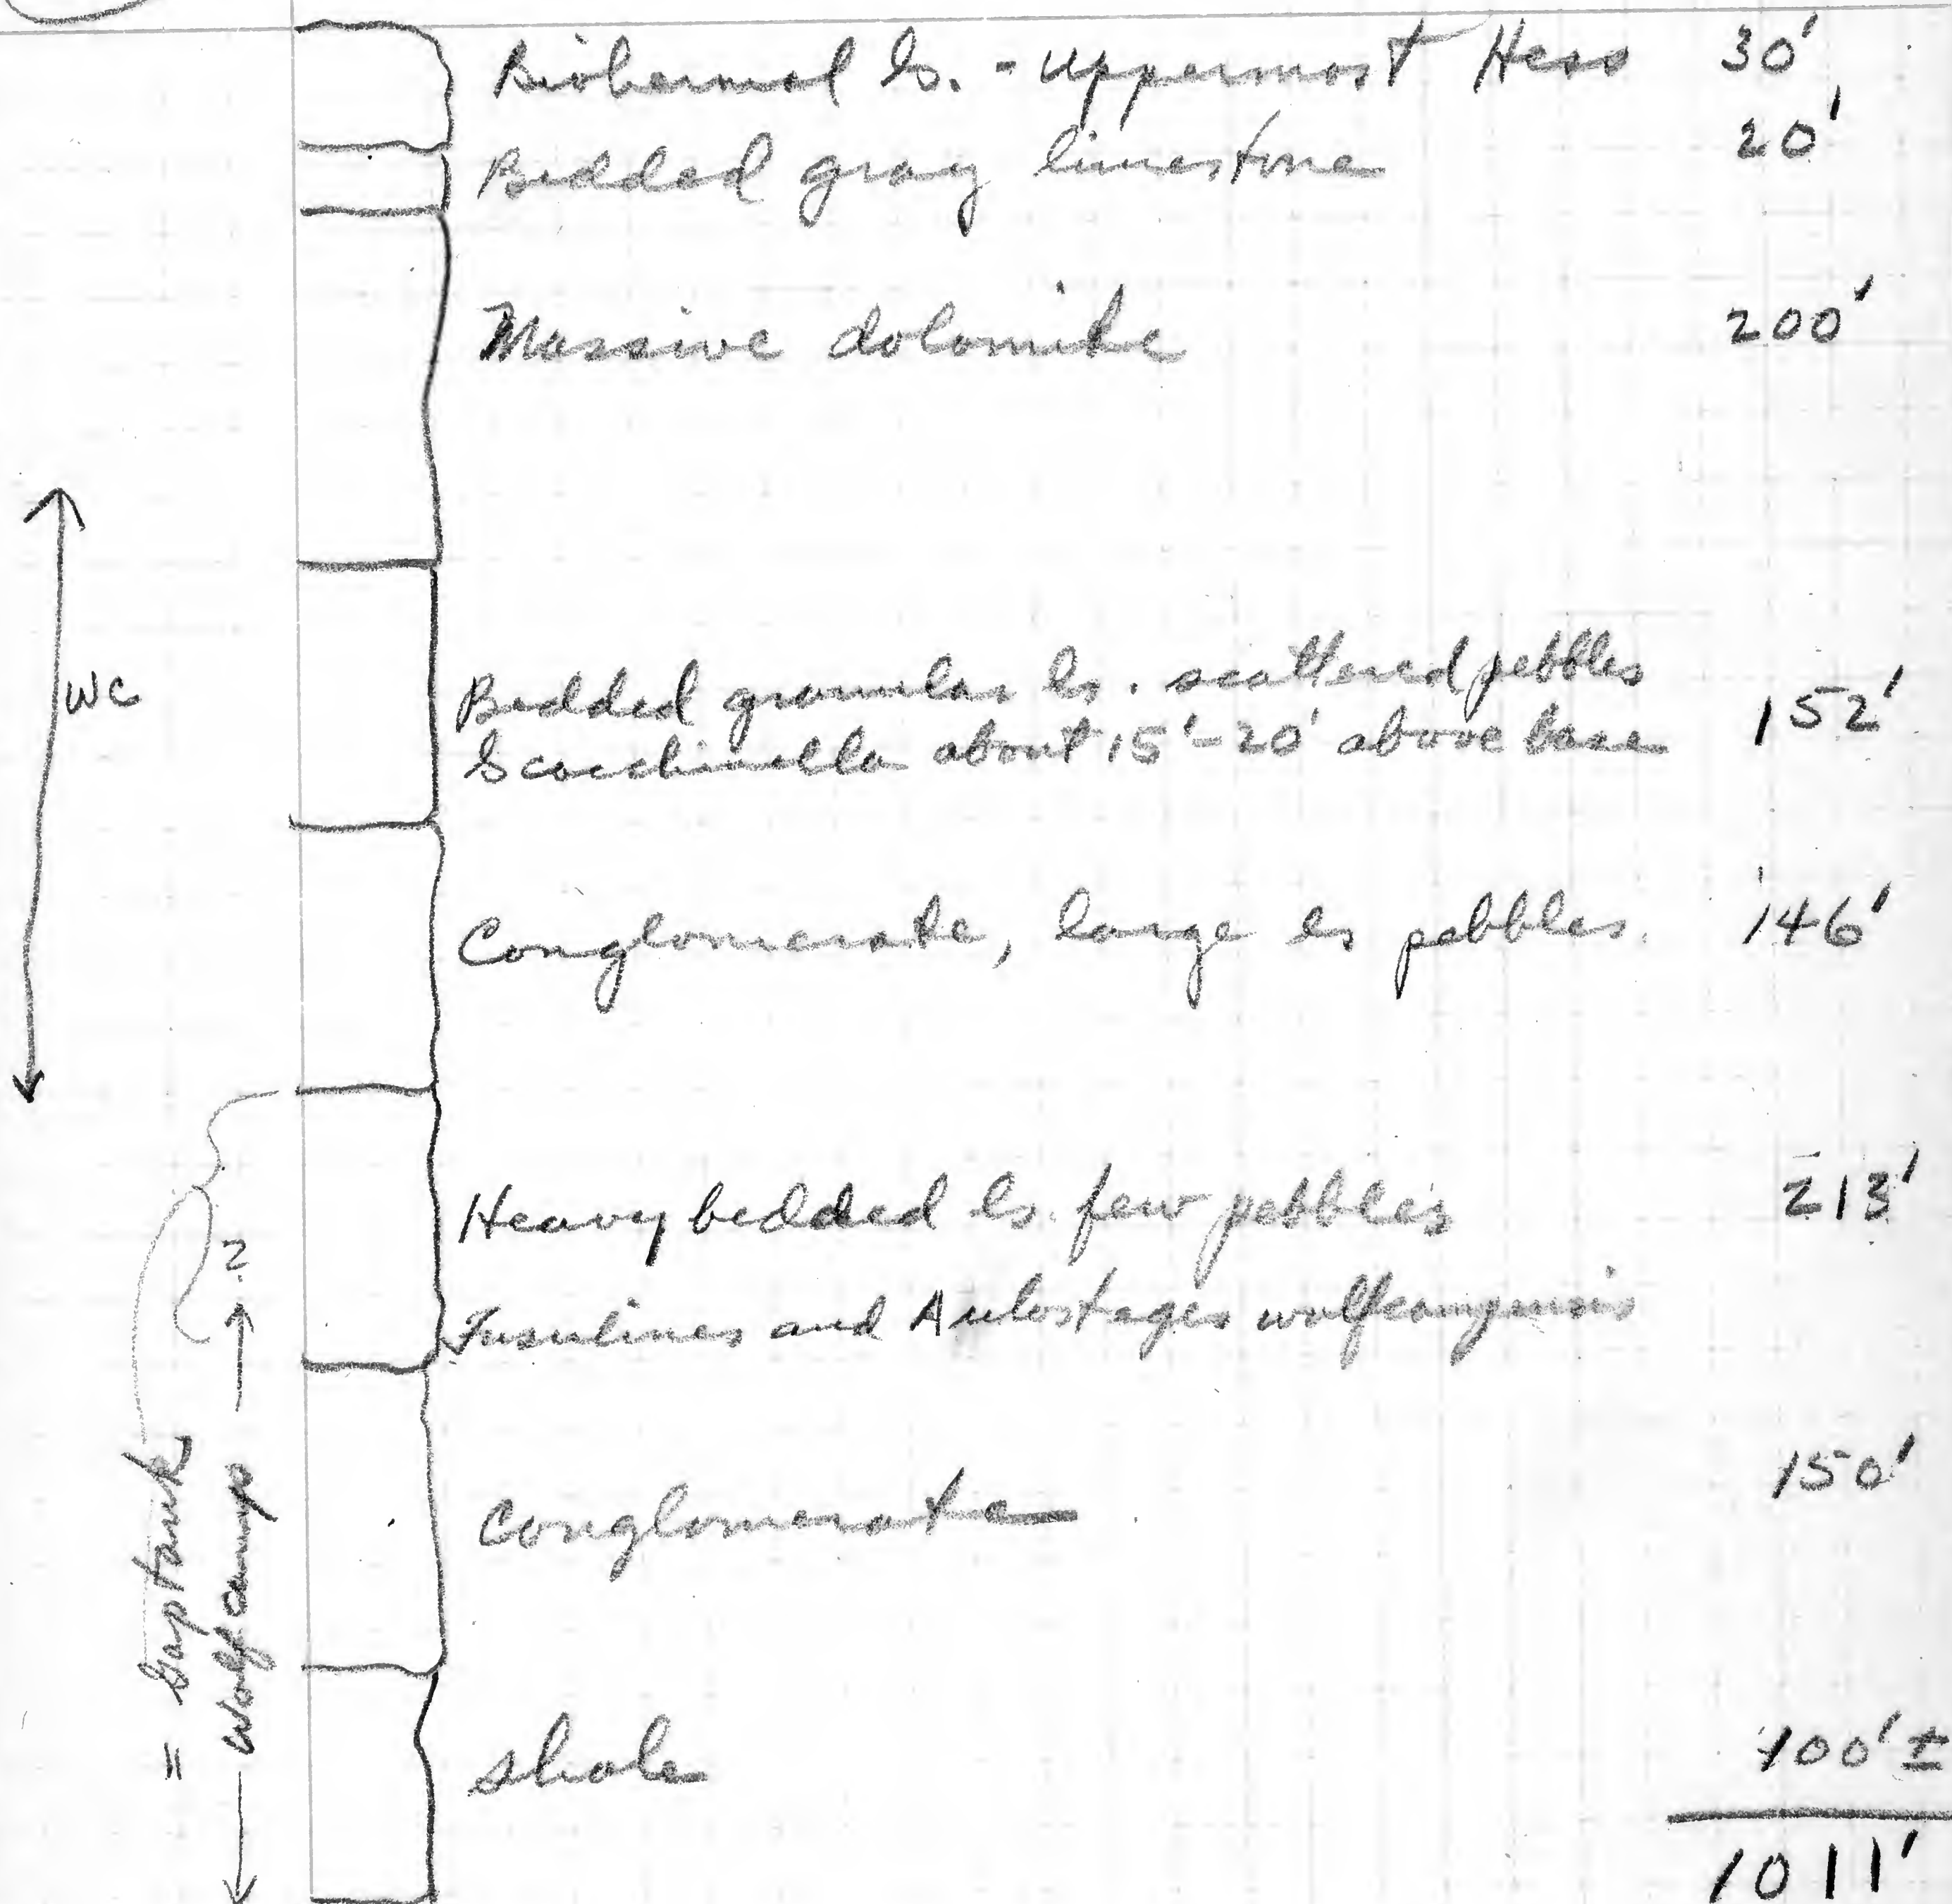 Biohermal ls. - Uppermost Hess 30'
Bedded gray limestone 20'
Massive dolomite 200'
WC
Bedded granular ls. scattered pebbles
Scacchinella about 15'-20' above base 152'
Conglomerate, large ls pebbles. 146'
Heavy bedded ls. few pebbles 213'
Fusulines and Aulosteges wolfcampensis
?
Conglomerate 150'
= Gaptank
Wolfcamp
shale 100' ±
1011'